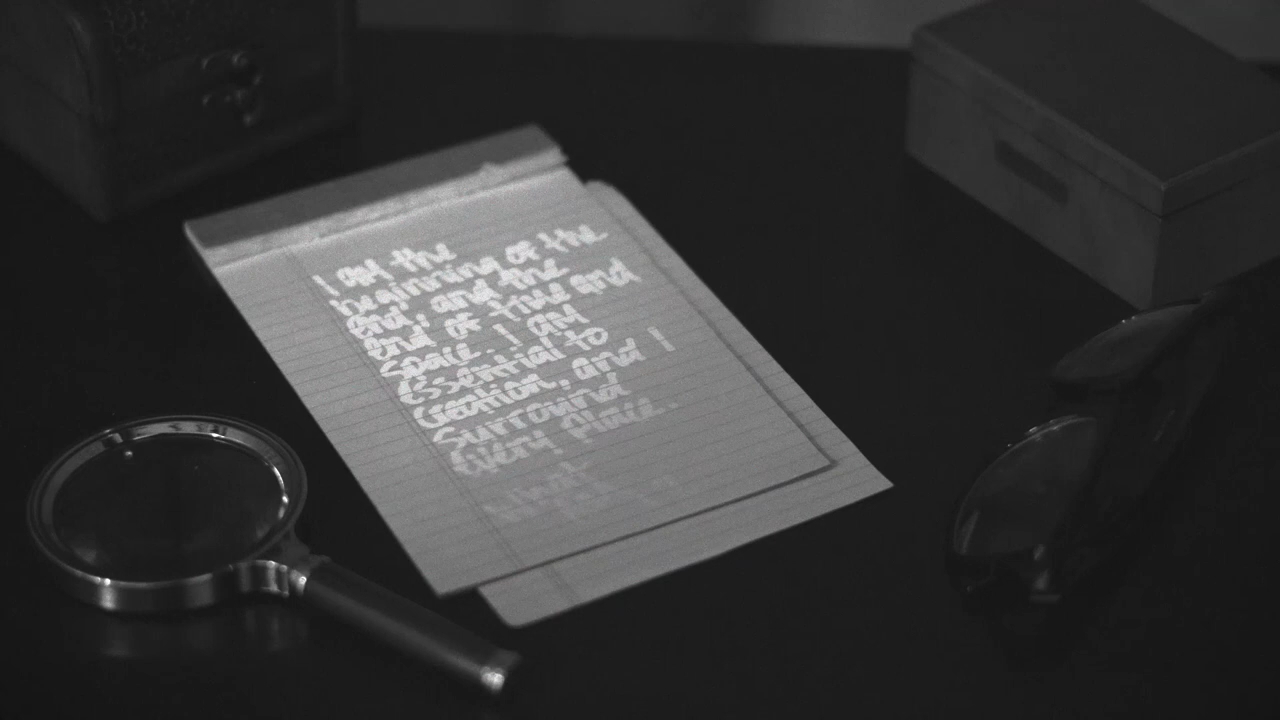 I am the
beginning of the
end, and the
end of time and
space. I am
essential to
creation, and I
surround
every place.
What